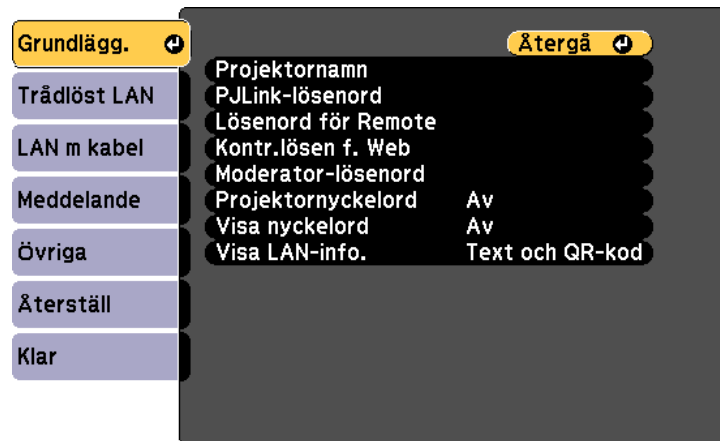 Grundlägg.
Trådlöst LAN
LAN m kabel
Meddelande
Övriga
Återställ
Klar
Återgå
Projektornamn
PJLink-lösenord
Lösenord för Remote
Kontr.lösen f. Web
Moderator-lösenord
Projektornyckelord Av
Visa nyckelord Av
Visa LAN-info. Text och QR-kod